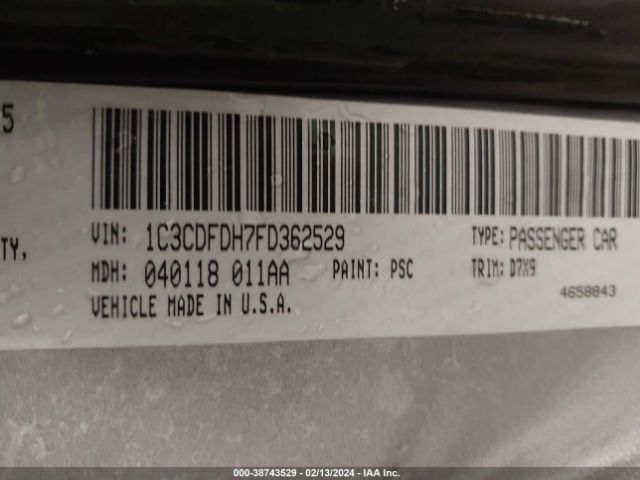 5
TY,
VIN: 1C3CDFDH7FD362529 TYPE: PASSENGER CAR
MDH: 040118 011AA PAINT: PSC TRIM: D7X9
4658843
VEHICLE MADE IN U.S.A.
000-38743529 - 02/13/2024 - IAA Inc.